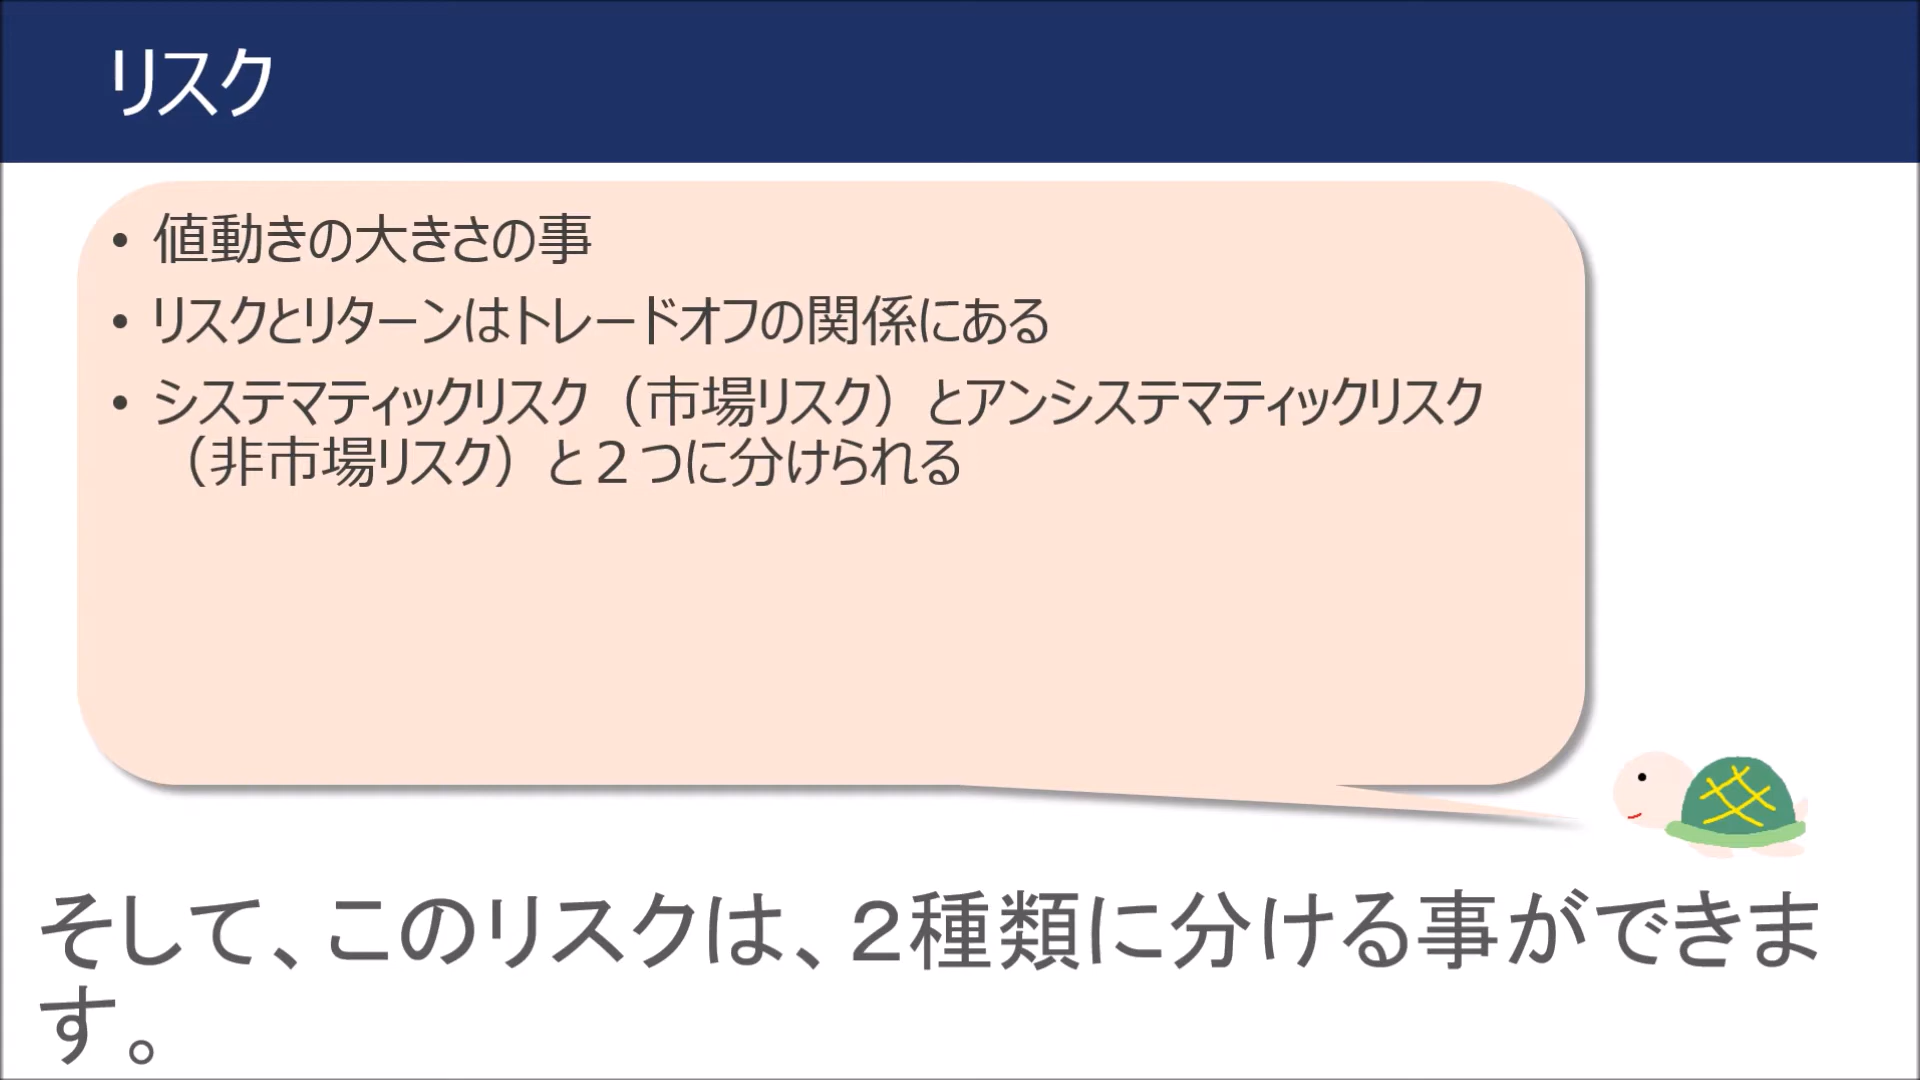 リスク
• 値動きの大きさの事
• リスクとリターンはトレードオフの関係にある
• システマティックリスク（市場リスク）とアンシステマティックリスク
（非市場リスク）と２つに分けられる
そして、このリスクは、２種類に分ける事ができま
す。